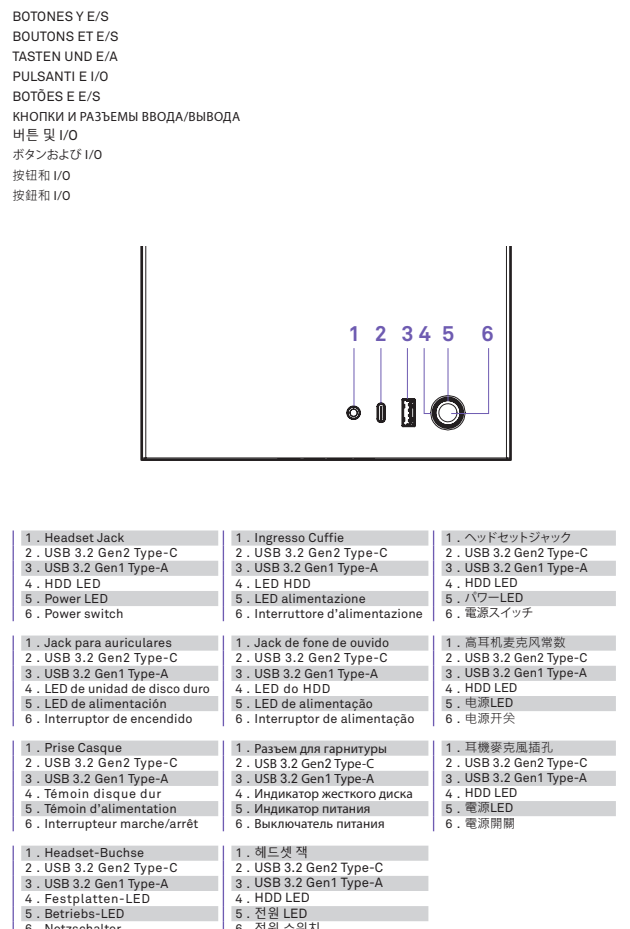 BOTONES Y E/S
BOUTONS ET E/S
TASTEN UND E/A
PULSANTI E I/O
BOTÕES E E/S
КНОПКИ И РАЗЪЕМЫ ВВОДА/ВЫВОДА
버튼 및 I/O
ボタンおよび I/O
按钮和 I/O
按鈕和 I/O
1 2 3 4 5 6
1 . Headset Jack
2 . USB 3.2 Gen2 Type-C
3 . USB 3.2 Gen1 Type-A
4 . HDD LED
5 . Power LED
6 . Power switch
1 . Ingresso Cuffie
2 . USB 3.2 Gen2 Type-C
3 . USB 3.2 Gen1 Type-A
4 . LED HDD
5 . LED alimentazione
6 . Interruttore d'alimentazione
1 . ヘッドセットジャック
2 . USB 3.2 Gen2 Type-C
3 . USB 3.2 Gen1 Type-A
4 . HDD LED
5 . パワーLED
6 . 電源スイッチ
1 . Jack para auriculares
2 . USB 3.2 Gen2 Type-C
3 . USB 3.2 Gen1 Type-A
4 . LED de unidad de disco duro
5 . LED de alimentación
6 . Interruptor de encendido
1 . Jack de fone de ouvido
2 . USB 3.2 Gen2 Type-C
3 . USB 3.2 Gen1 Type-A
4 . LED do HDD
5 . LED de alimentação
6 . Interruptor de alimentação
1 . 高耳机麦克风常数
2 . USB 3.2 Gen2 Type-C
3 . USB 3.2 Gen1 Type-A
4 . HDD LED
5 . 电源LED
6 . 电源开关
1 . Prise Casque
2 . USB 3.2 Gen2 Type-C
3 . USB 3.2 Gen1 Type-A
4 . Témoin disque dur
5 . Témoin d'alimentation
6 . Interrupteur marche/arrêt
1 . Разъем для гарнитуры
2 . USB 3.2 Gen2 Type-C
3 . USB 3.2 Gen1 Type-A
4 . Индикатор жесткого диска
5 . Индикатор питания
6 . Выключатель питания
1 . 耳機麥克風插孔
2 . USB 3.2 Gen2 Type-C
3 . USB 3.2 Gen1 Type-A
4 . HDD LED
5 . 電源LED
6 . 電源開關
1 . Headset-Buchse
2 . USB 3.2 Gen2 Type-C
3 . USB 3.2 Gen1 Type-A
4 . Festplatten-LED
5 . Betriebs-LED
6 . Netzschalter
1 . 헤드셋 잭
2 . USB 3.2 Gen2 Type-C
3 . USB 3.2 Gen1 Type-A
4 . HDD LED
5 . 전원 LED
6 . 전원 스위치